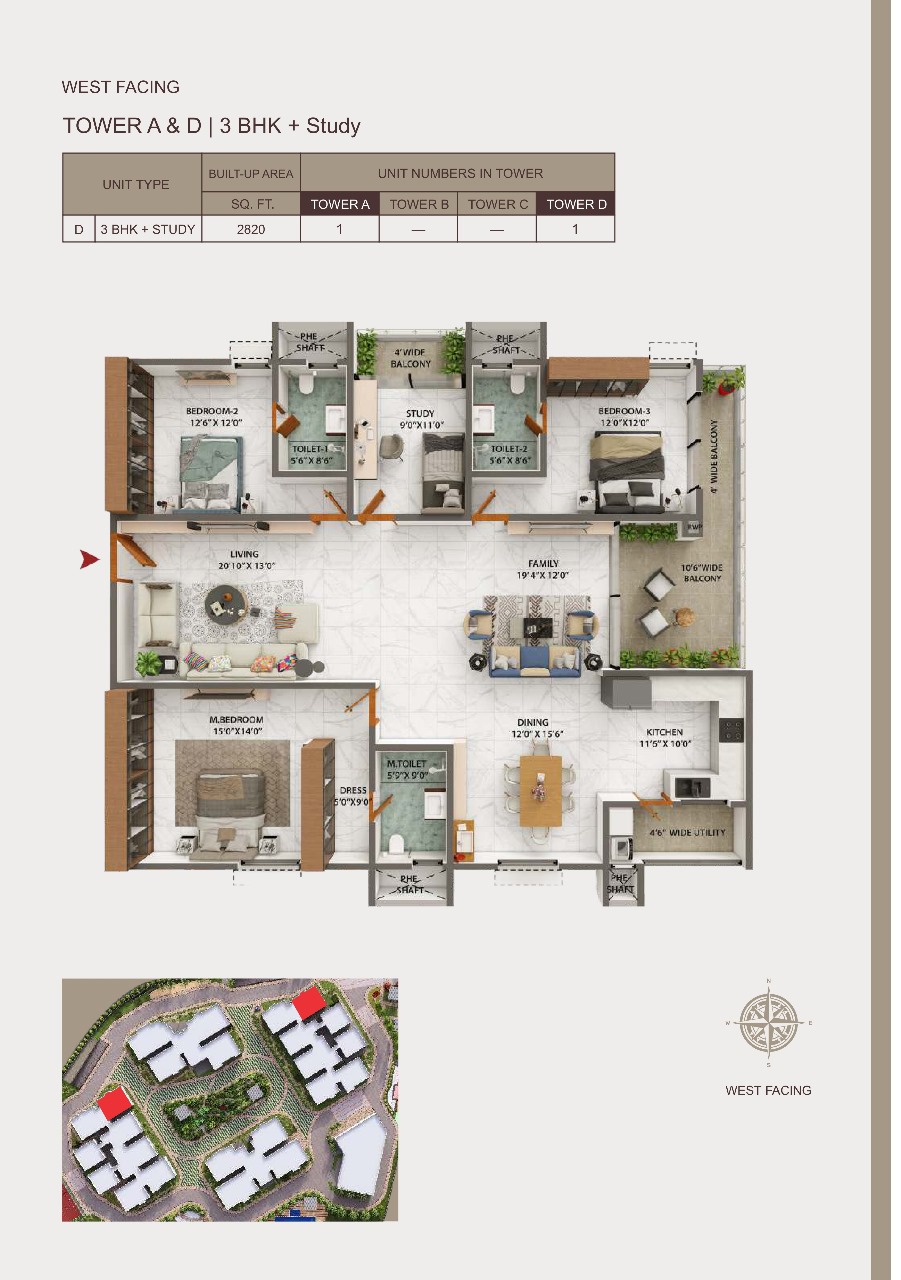 WEST FACING
TOWER A & D | 3 BHK + Study
UNIT TYPE
BUILT-UP AREA
UNIT NUMBERS IN TOWER
SQ. FT.
TOWER A
TOWER B
TOWER C
TOWER D
D
3 BHK + STUDY
2820
1
—
—
1
PHE
SHAFT
4'WIDE
BALCONY
PHE
SHAFT
BEDROOM-2
12'6"X 12'0"
STUDY
9'0"X11'0"
BEDROOM-3
12'0"X12'0"
TOILET-1
5'6"X 8'6"
TOILET-2
5'6"X 8'6"
4' WIDE BALCONY
RWP
LIVING
20'10"X 13'0"
FAMILY
19'4"X 12'0"
10'6"WIDE
BALCONY
M.BEDROOM
15'0"X14'0"
DINING
12'0"X 15'6"
KITCHEN
11'6"X 10'0"
M.TOILET
5'9"X 9'0"
DRESS
5'0"X9'0"
4'6" WIDE UTILITY
PHE
SHAFT
PHE
SHAFT
N
W
E
S
WEST FACING